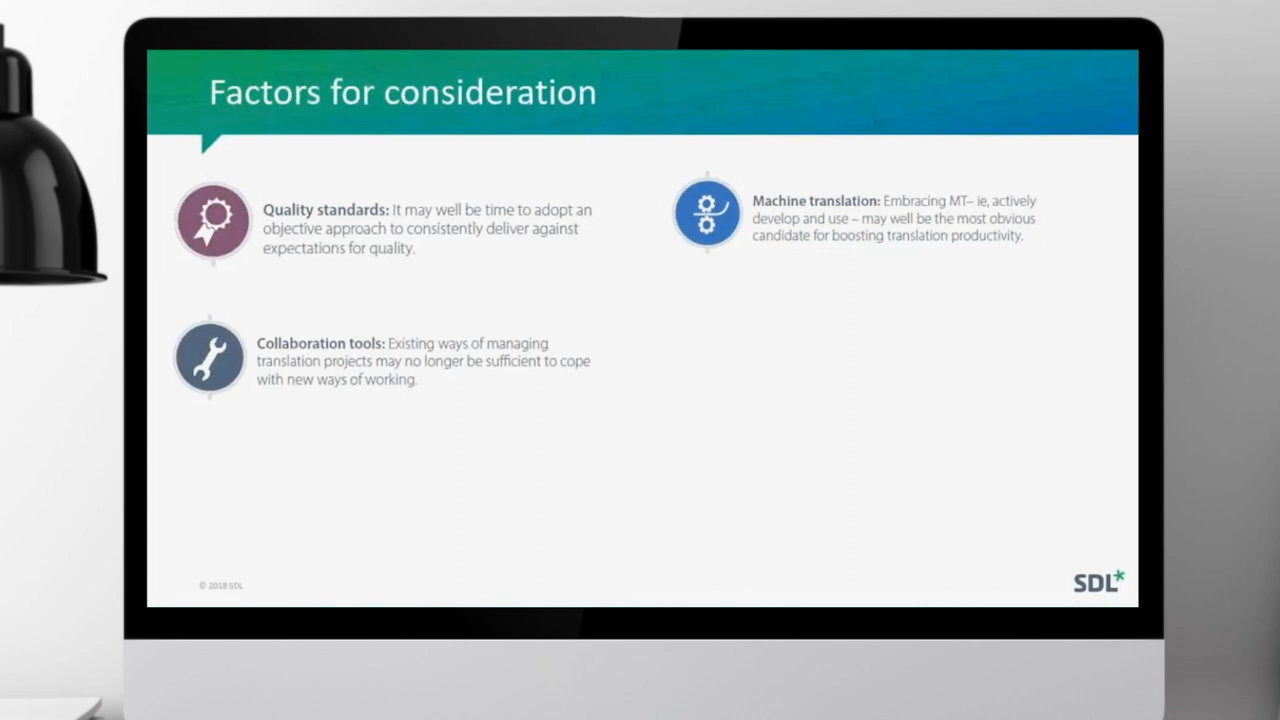 Factors for consideration
Quality standards: It may well be time to adopt an
objective approach to consistently deliver against
expectations for quality.
Machine translation: Embracing MT– ie, actively
develop and use – may well be the most obvious
candidate for boosting translation productivity.
Collaboration tools: Existing ways of managing
translation projects may no longer be sufficient to cope
with new ways of working.
© 2018 SDL
SDL*